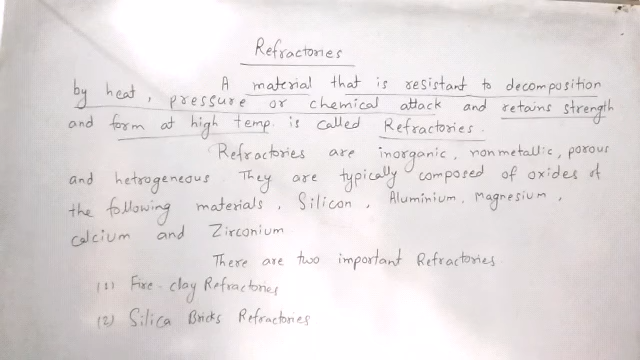 Refractories
A material that is resistant to decomposition
by heat, pressure or chemical attack and retains strength
and form at high temp. is called Refractories.
Refractories are inorganic, nonmetallic, porous
and hetrogeneous. They are typically composed of oxides of
the following materials, Silicon, Aluminium, Magnesium,
calcium and Zirconium.
There are two important Refractories.
(1) Fire-clay Refractories
(2) Silica Bricks Refractories